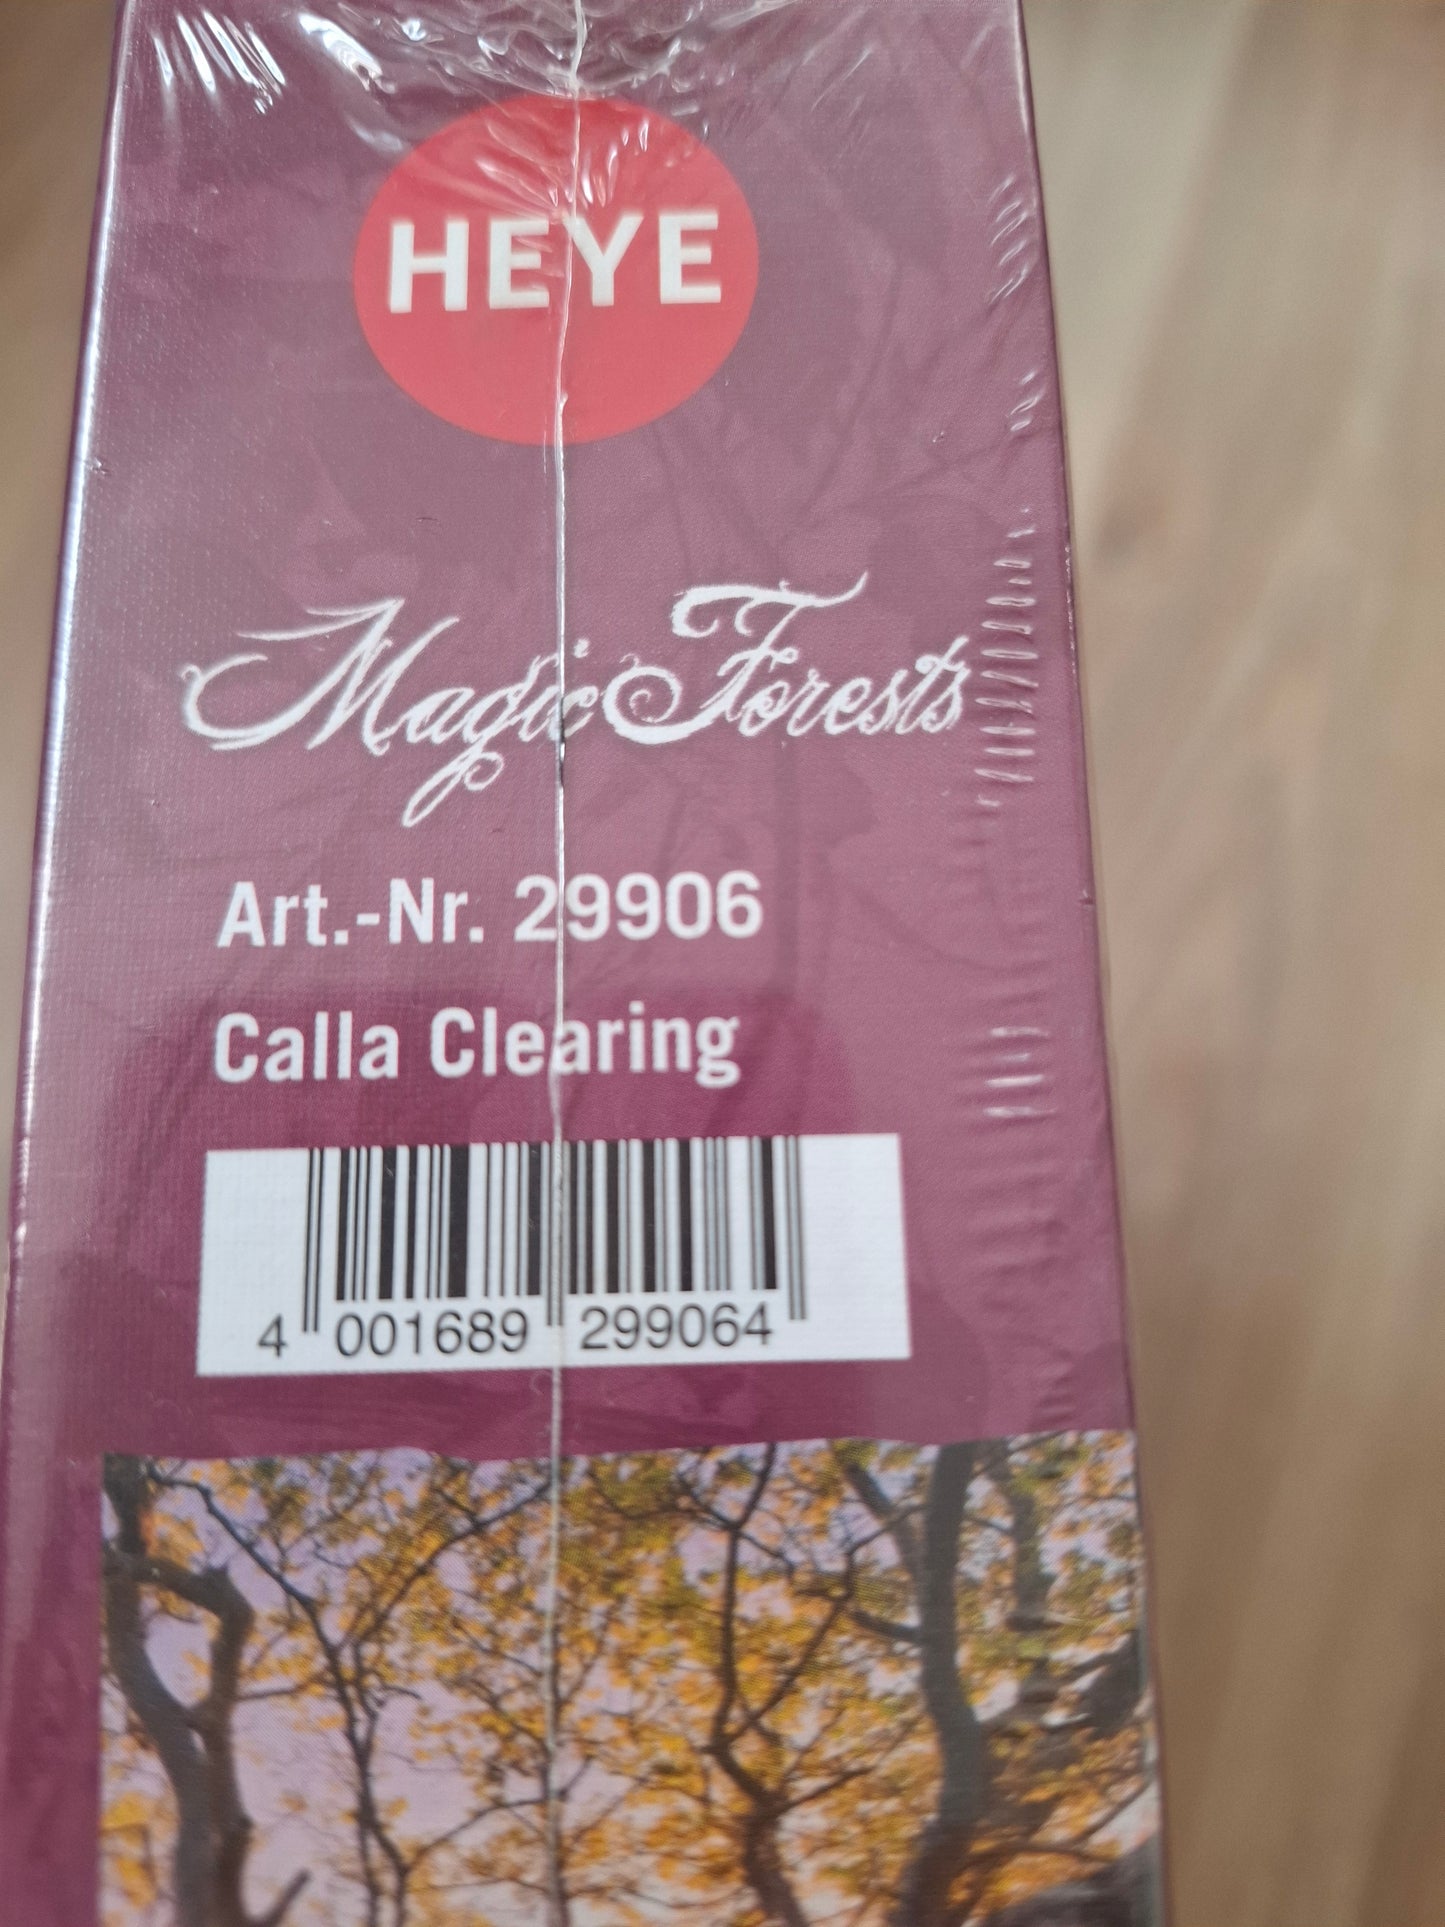 HEYE
Magic Forests
Art.-Nr. 29906
Calla Clearing
4 001689 299064